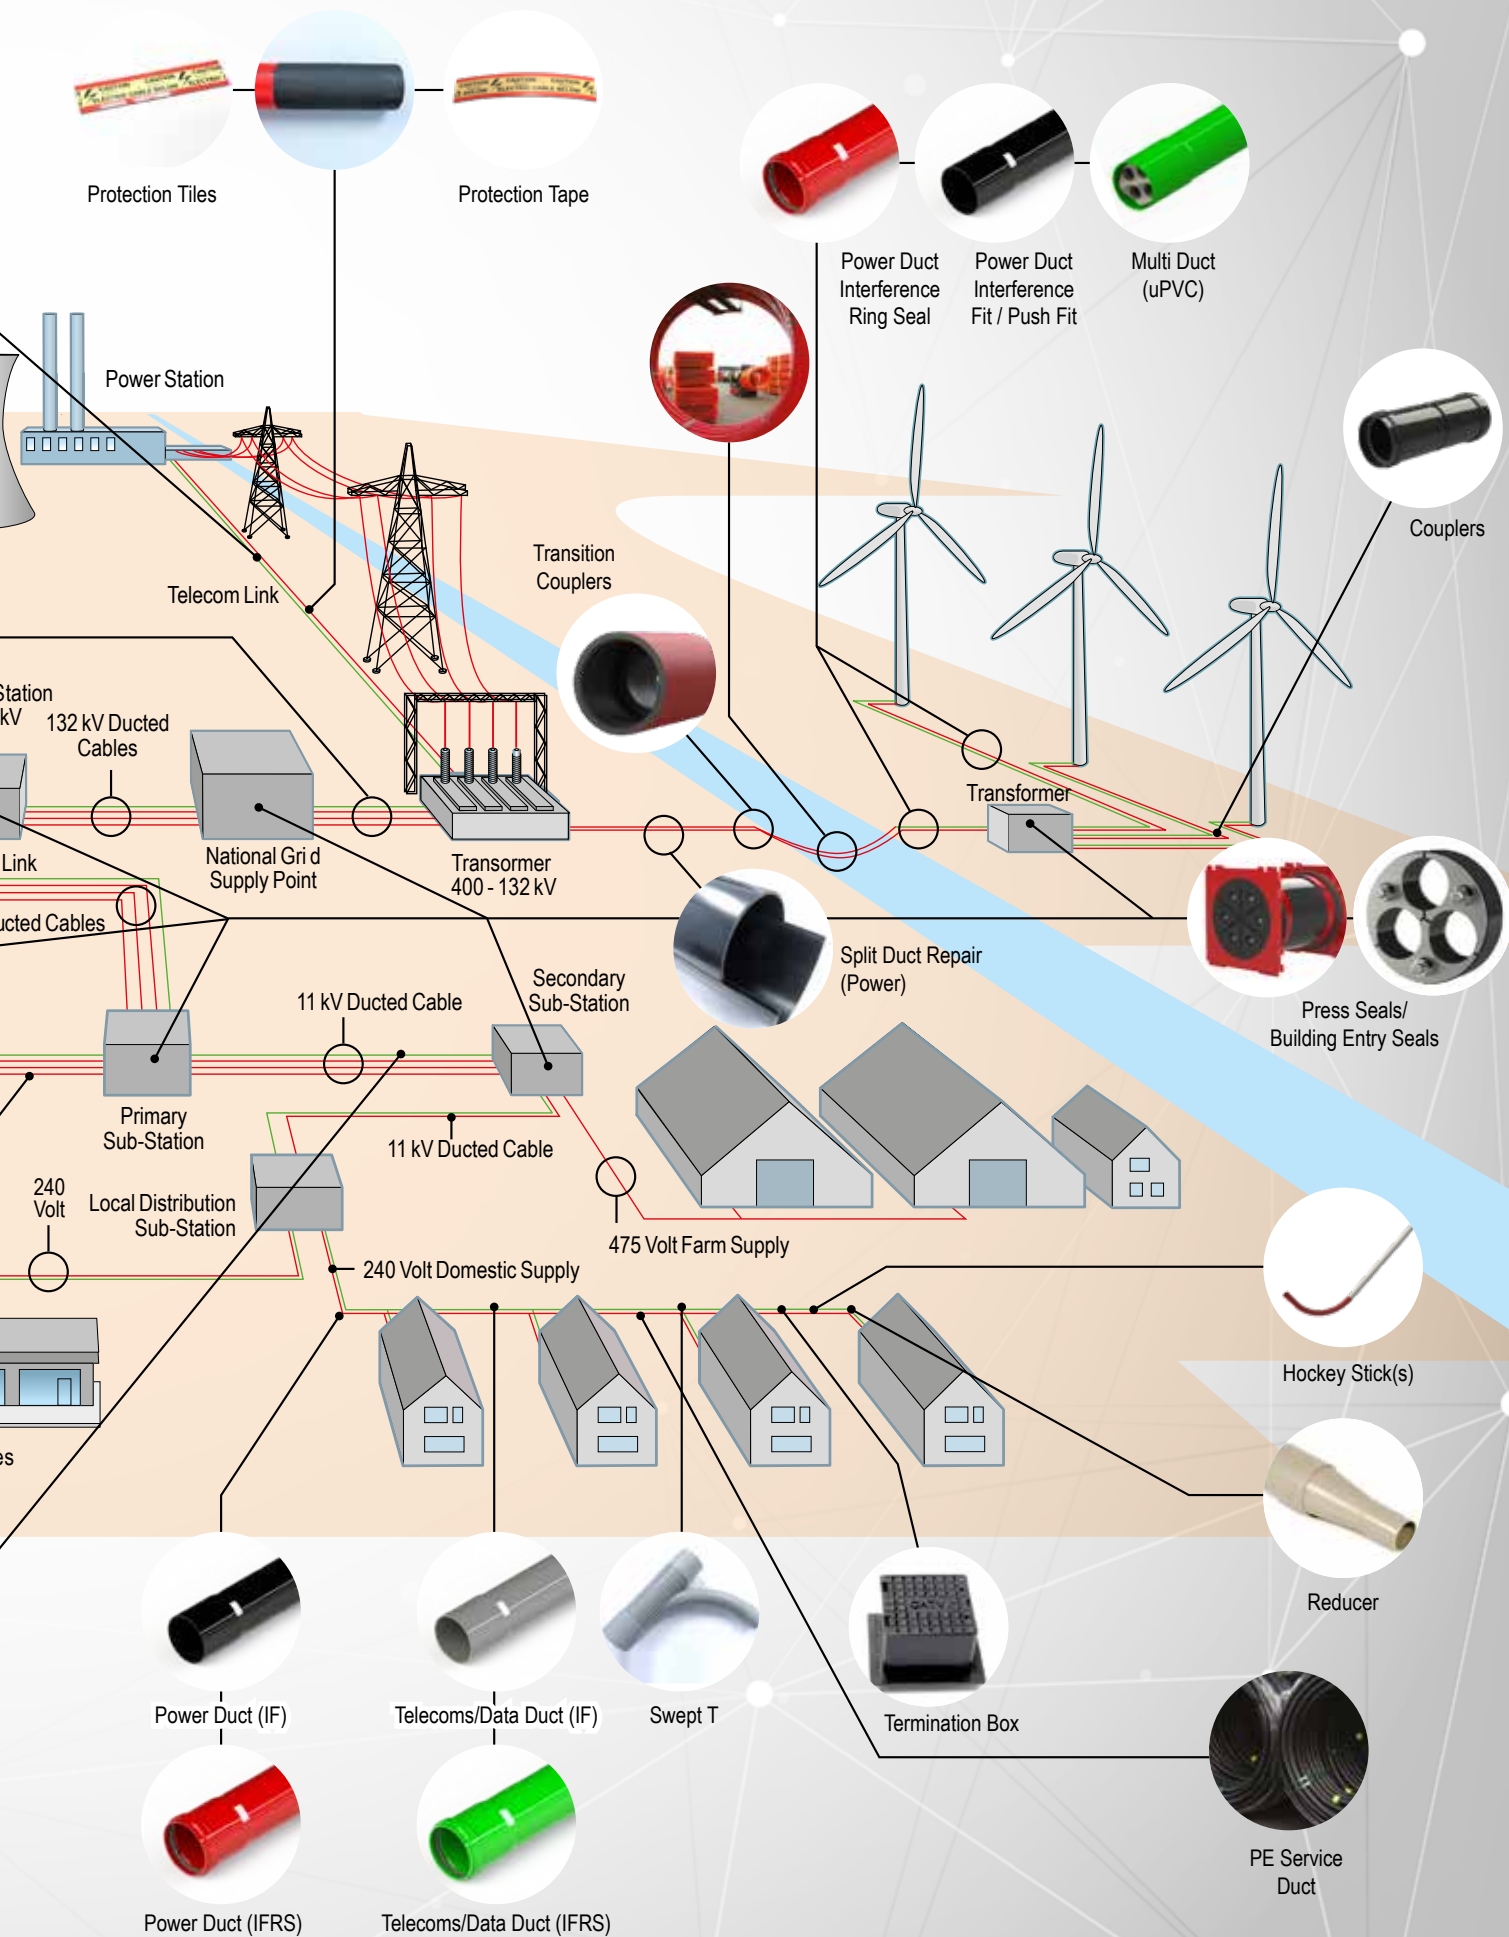 Protection Tiles
Protection Tape
Power Duct
Interference
Ring Seal
Power Duct
Interference
Fit / Push Fit
Multi Duct
(uPVC)
Power Station
Couplers
Transition
Couplers
Telecom Link
Station
kV
132 kV Ducted
Cables
Transformer
National Gri d
Supply Point
Transormer
400 - 132 kV
Link
ucted Cables
Split Duct Repair
(Power)
Press Seals/
Building Entry Seals
11 kV Ducted Cable
Secondary
Sub-Station
Primary
Sub-Station
11 kV Ducted Cable
240
Volt
Local Distribution
Sub-Station
475 Volt Farm Supply
240 Volt Domestic Supply
Hockey Stick(s)
es
Reducer
CATV
Power Duct (IF)
Telecoms/Data Duct (IF)
Swept T
Termination Box
PE Service
Duct
Power Duct (IFRS)
Telecoms/Data Duct (IFRS)